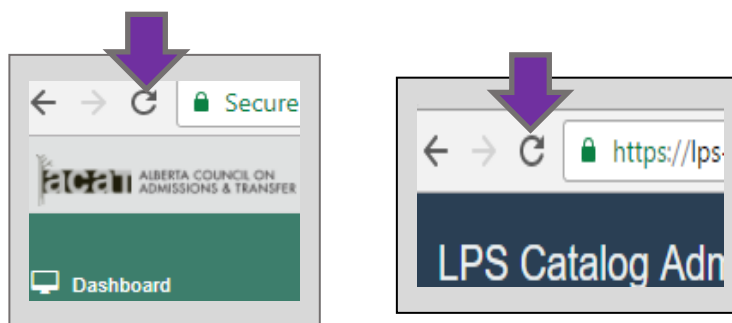 Secure
acat ALBERTA COUNCIL ON
ADMISSIONS & TRANSFER
Dashboard
https://lps-
LPS Catalog Adm